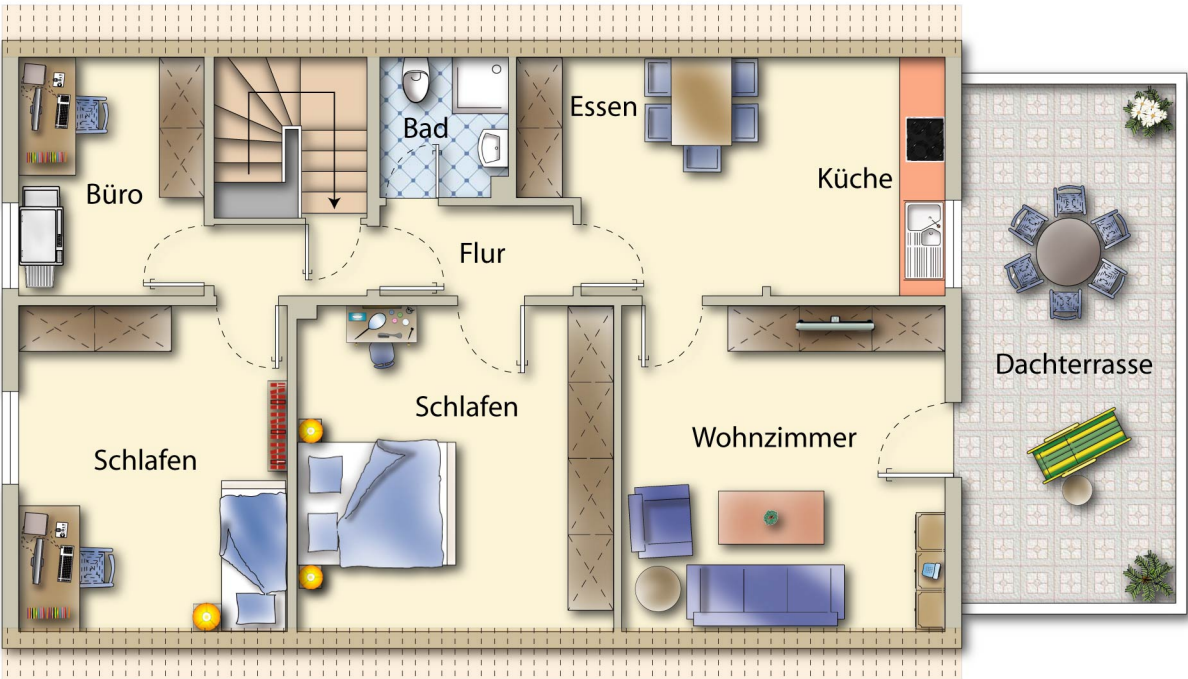 Essen
Bad
Küche
Büro
Flur
Dachterrasse
Schlafen
Wohnzimmer
Schlafen